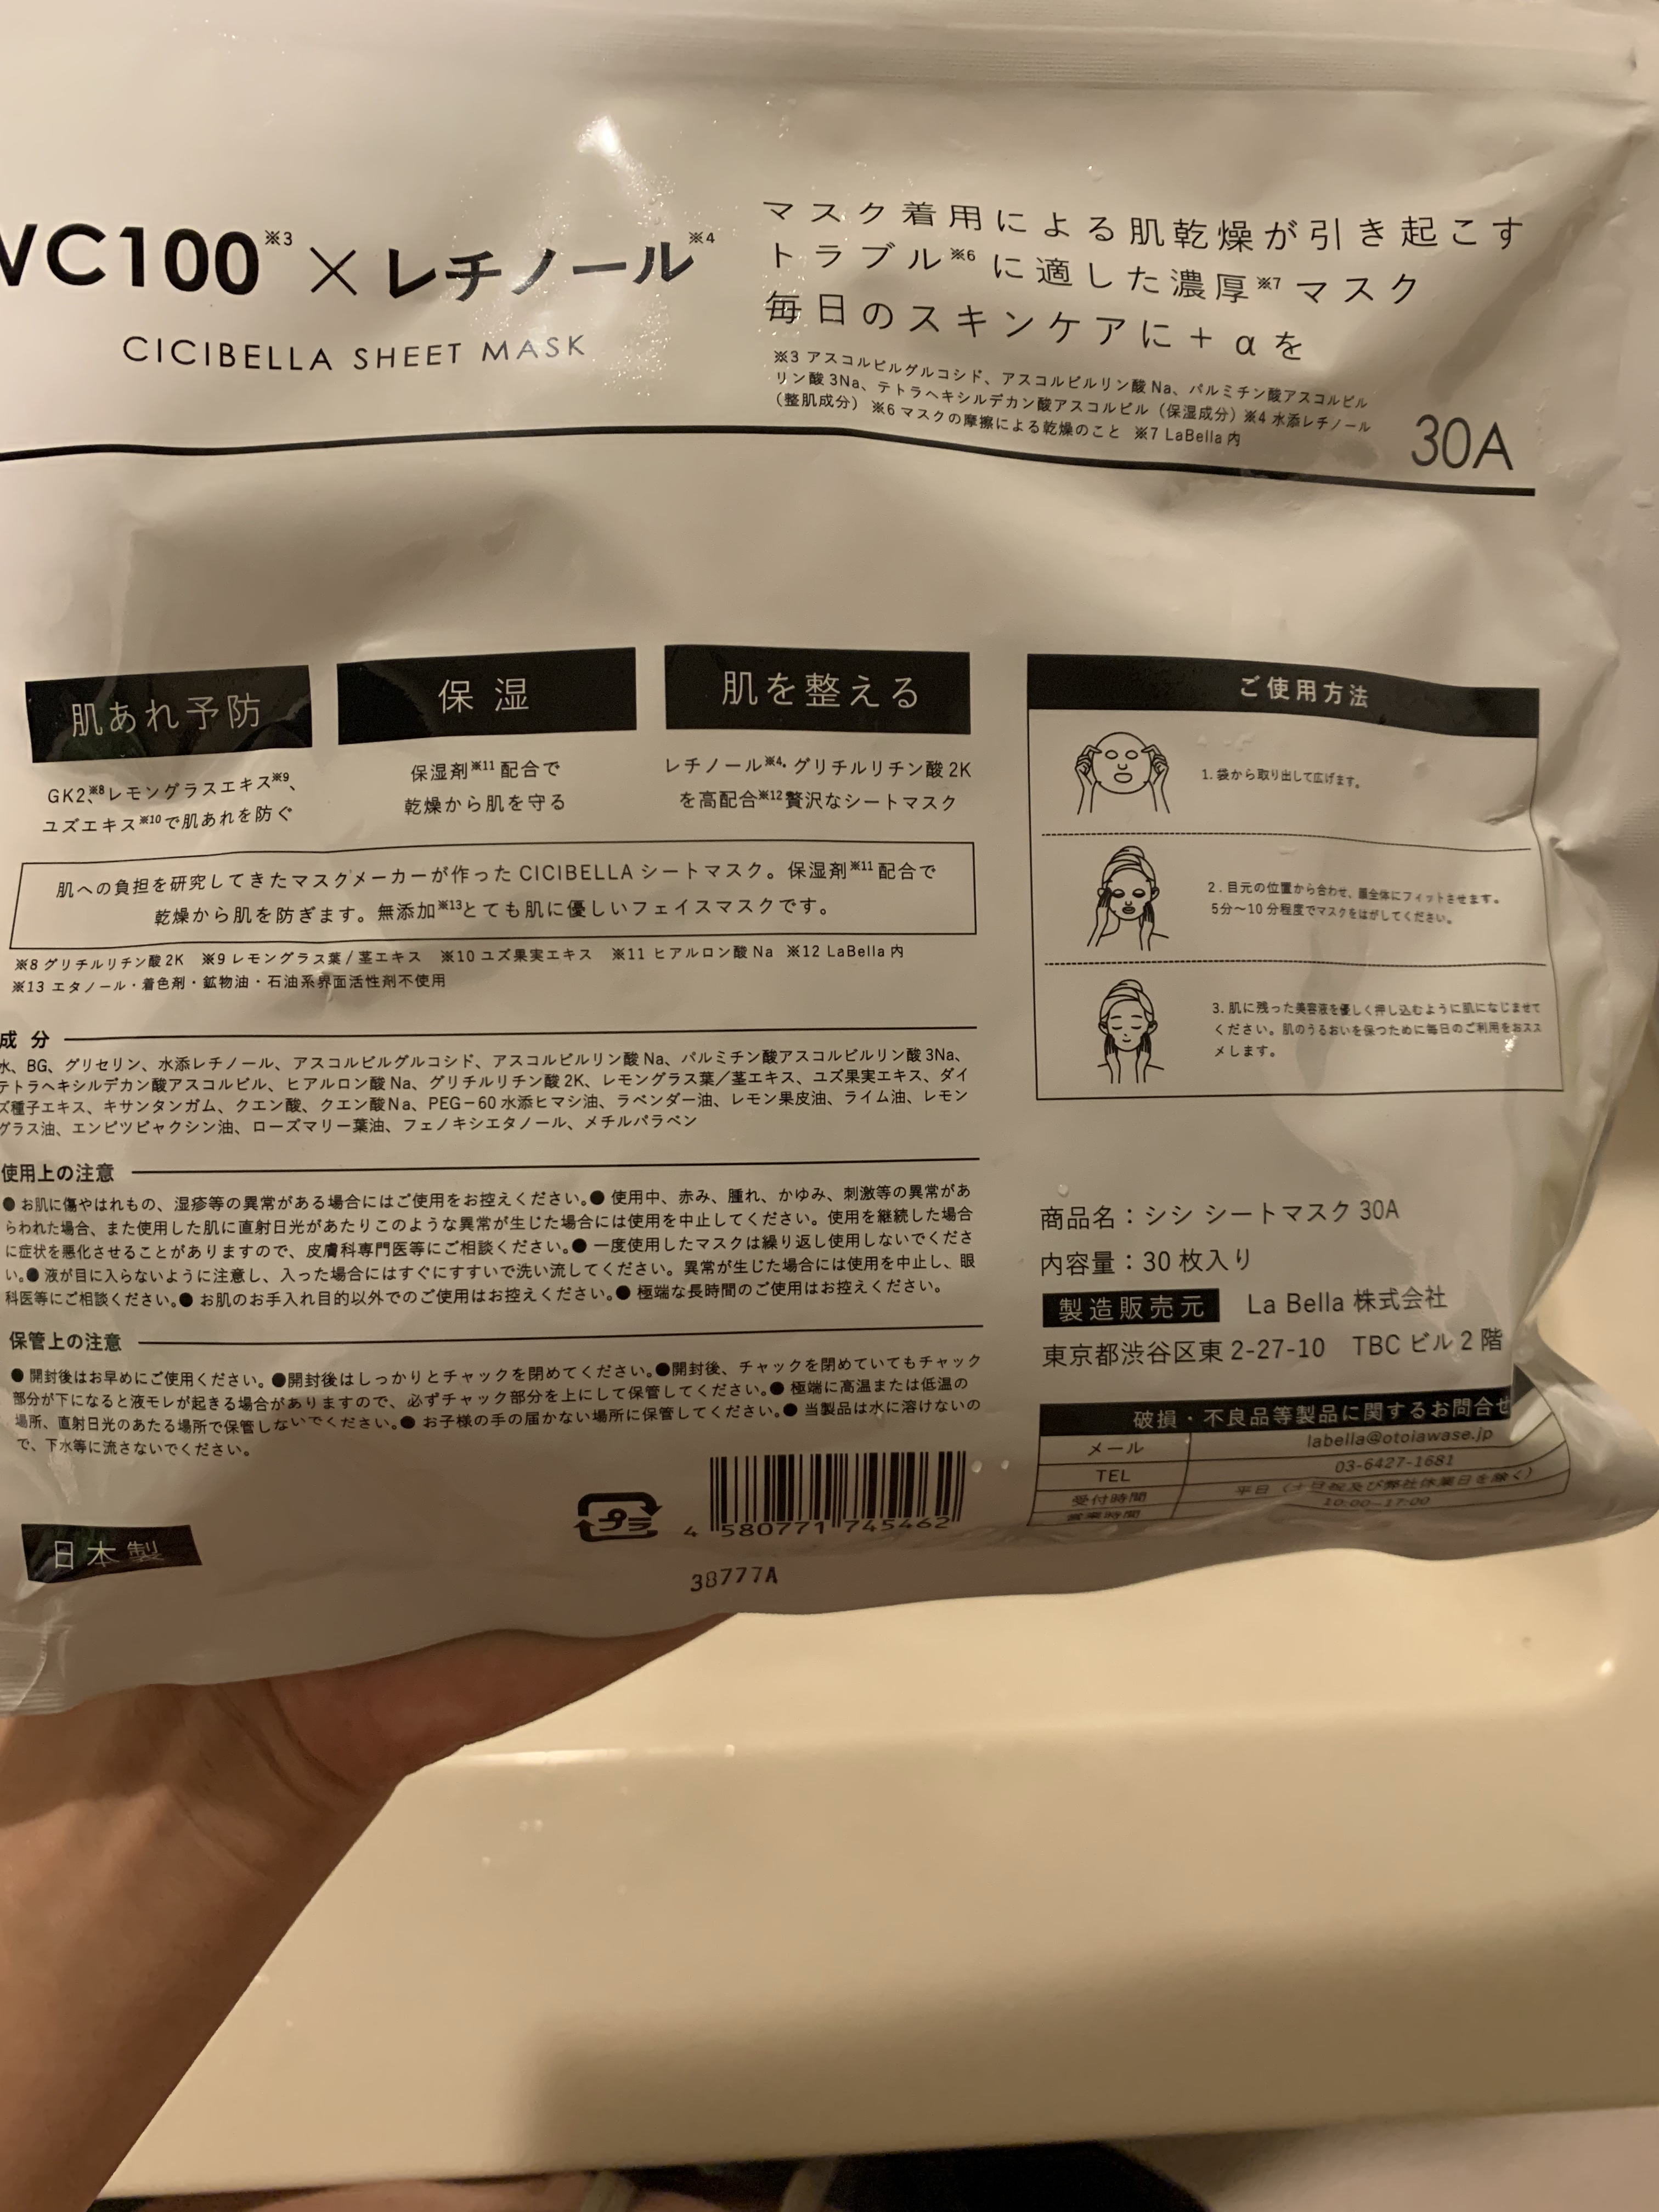 VC100※3×レチノール※4
CICIBELLA SHEET MASK
マスク着用による肌乾燥が引き起こす
トラブル※6に適した濃厚※7マスク
毎日のスキンケアに+αを
※3 アスコルビルグルコシド、アスコルビルリン酸Na、パルミチン酸アスコルビル
リン酸3Na、テトラヘキシルデカン酸アスコルビル（保湿成分）※4 水添レチノール
（整肌成分） ※6 マスクの摩擦による乾燥のこと ※7 LaBella内
30A
肌あれ予防
GK2、※8レモングラスエキス※9、
ユズエキス※10で肌あれを防ぐ
保湿
保湿剤※11配合で
乾燥から肌を守る
肌を整える
レチノール※4・グリチルリチン酸2K
を高配合※12贅沢なシートマスク
肌への負担を研究してきたマスクメーカーが作ったCICIBELLAシートマスク。保湿剤※11配合で
乾燥から肌を防ぎます。無添加※13とても肌に優しいフェイスマスクです。
※8 グリチルリチン酸2K ※9 レモングラス葉/茎エキス ※10 ユズ果実エキス ※11 ヒアルロン酸Na ※12 LaBella内
※13 エタノール・着色剤・鉱物油・石油系界面活性剤不使用
成分
水、BG、グリセリン、水添レチノール、アスコルビルグルコシド、アスコルビルリン酸Na、パルミチン酸アスコルビルリン酸3Na、
テトラヘキシルデカン酸アスコルビル、ヒアルロン酸Na、グリチルリチン酸2K、レモングラス葉／茎エキス、ユズ果実エキス、ダイ
ズ種子エキス、キサンタンガム、クエン酸、クエン酸Na、PEG－60水添ヒマシ油、ラベンダー油、レモン果皮油、ライム油、レモン
グラス油、エンピツビャクシン油、ローズマリー葉油、フェノキシエタノール、メチルパラベン
使用上の注意
●お肌に傷やはれもの、湿疹等の異常がある場合にはご使用をお控えください。●使用中、赤み、腫れ、かゆみ、刺激等の異常があ
らわれた場合、また使用した肌に直射日光があたりこのような異常が生じた場合には使用を中止してください。使用を継続した場合
に症状を悪化させることがありますので、皮膚科専門医等にご相談ください。●一度使用したマスクは繰り返し使用しないでくださ
い。●液が目に入らないように注意し、入った場合にはすぐにすすいで洗い流してください。異常が生じた場合には使用を中止し、眼
科医等にご相談ください。●お肌のお手入れ目的以外でのご使用はお控えください。●極端な長時間のご使用はお控えください。
保管上の注意
●開封後はお早めにご使用ください。●開封後はしっかりとチャックを閉めてください。●開封後、チャックを閉めていてもチャック
部分が下になると液モレが起きる場合がありますので、必ずチャック部分を上にして保管してください。●極端に高温または低温の
場所、直射日光のあたる場所で保管しないでください。●お子様の手の届かない場所に保管してください。●当製品は水に溶けないの
で、下水等に流さないでください。
日本製
プラ
4 580771 745462
38777A
ご使用方法
1. 袋から取り出して広げます。
2. 目元の位置から合わせ、顔全体にフィットさせます。
5分～10分程度でマスクをはがしてください。
3. 肌に残った美容液を優しく押し込むように肌になじませて
ください。肌のうるおいを保つために毎日のご利用をおスス
メします。
商品名：シシ シートマスク 30A
内容量：30枚入り
製造販売元 La Bella 株式会社
東京都渋谷区東2-27-10 TBCビル2階
破損・不良品等製品に関するお問合せ
メール labella@otoiawase.jp
TEL 03-6427-1681
受付時間 平日（土日祝及び弊社休業日を除く）
営業時間 10:00~17:00